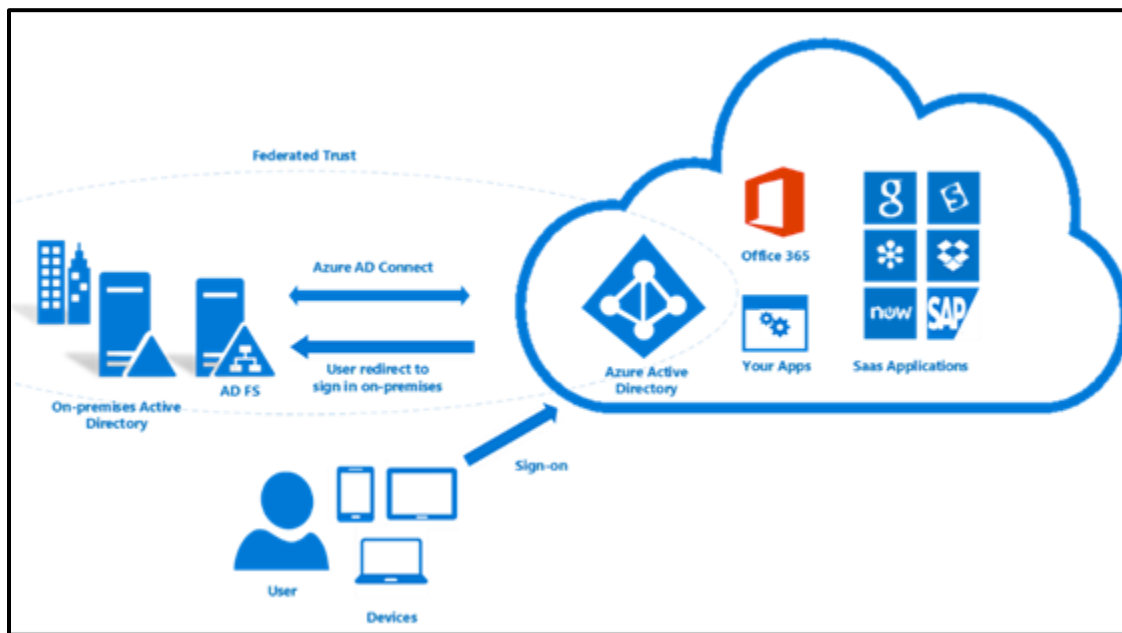 Federated Trust
Azure AD Connect
User redirect to
sign in on-premises
AD FS
On-premises Active
Directory
Sign-on
User
Devices
Azure Active
Directory
Office 365
Your Apps
g
S
now
SAP
Saas Applications